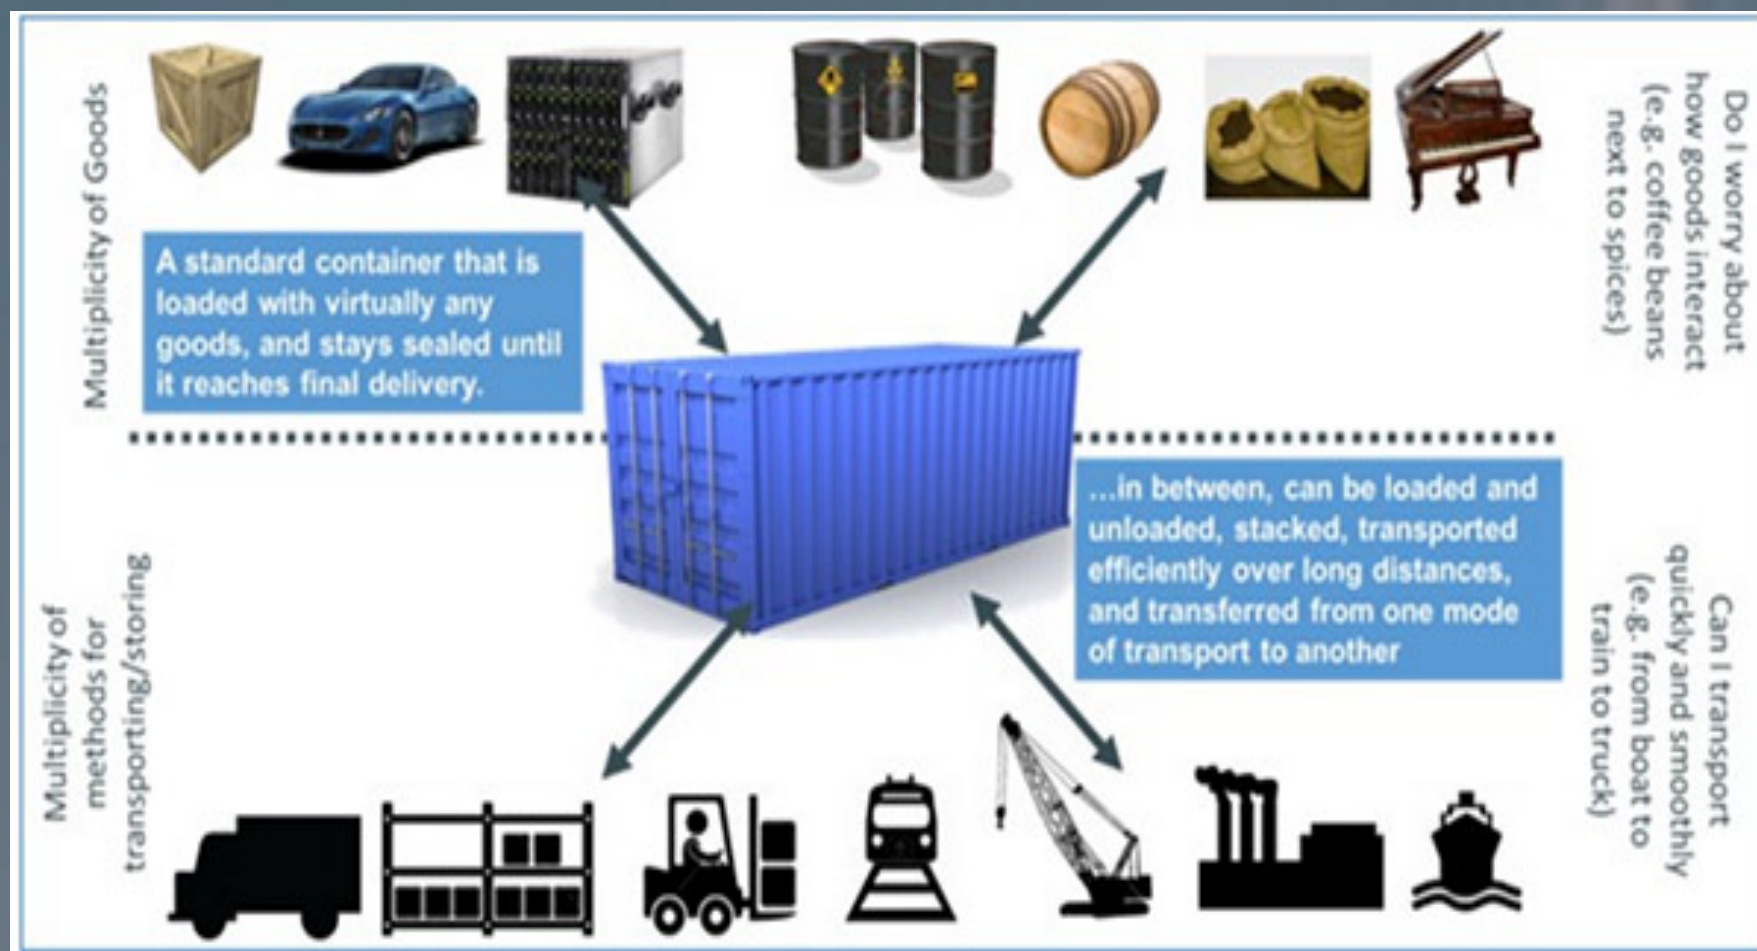 Multiplicity of Goods
Do I worry about
how goods interact
(e.g. coffee beans
next to spices)
A standard container that is
loaded with virtually any
goods, and stays sealed until
it reaches final delivery.
...in between, can be loaded and
unloaded, stacked, transported
efficiently over long distances,
and transferred from one mode
of transport to another
Multiplicity of
methods for
transporting/storing
Can I transport
quickly and smoothly
(e.g. from boat to
train to truck)